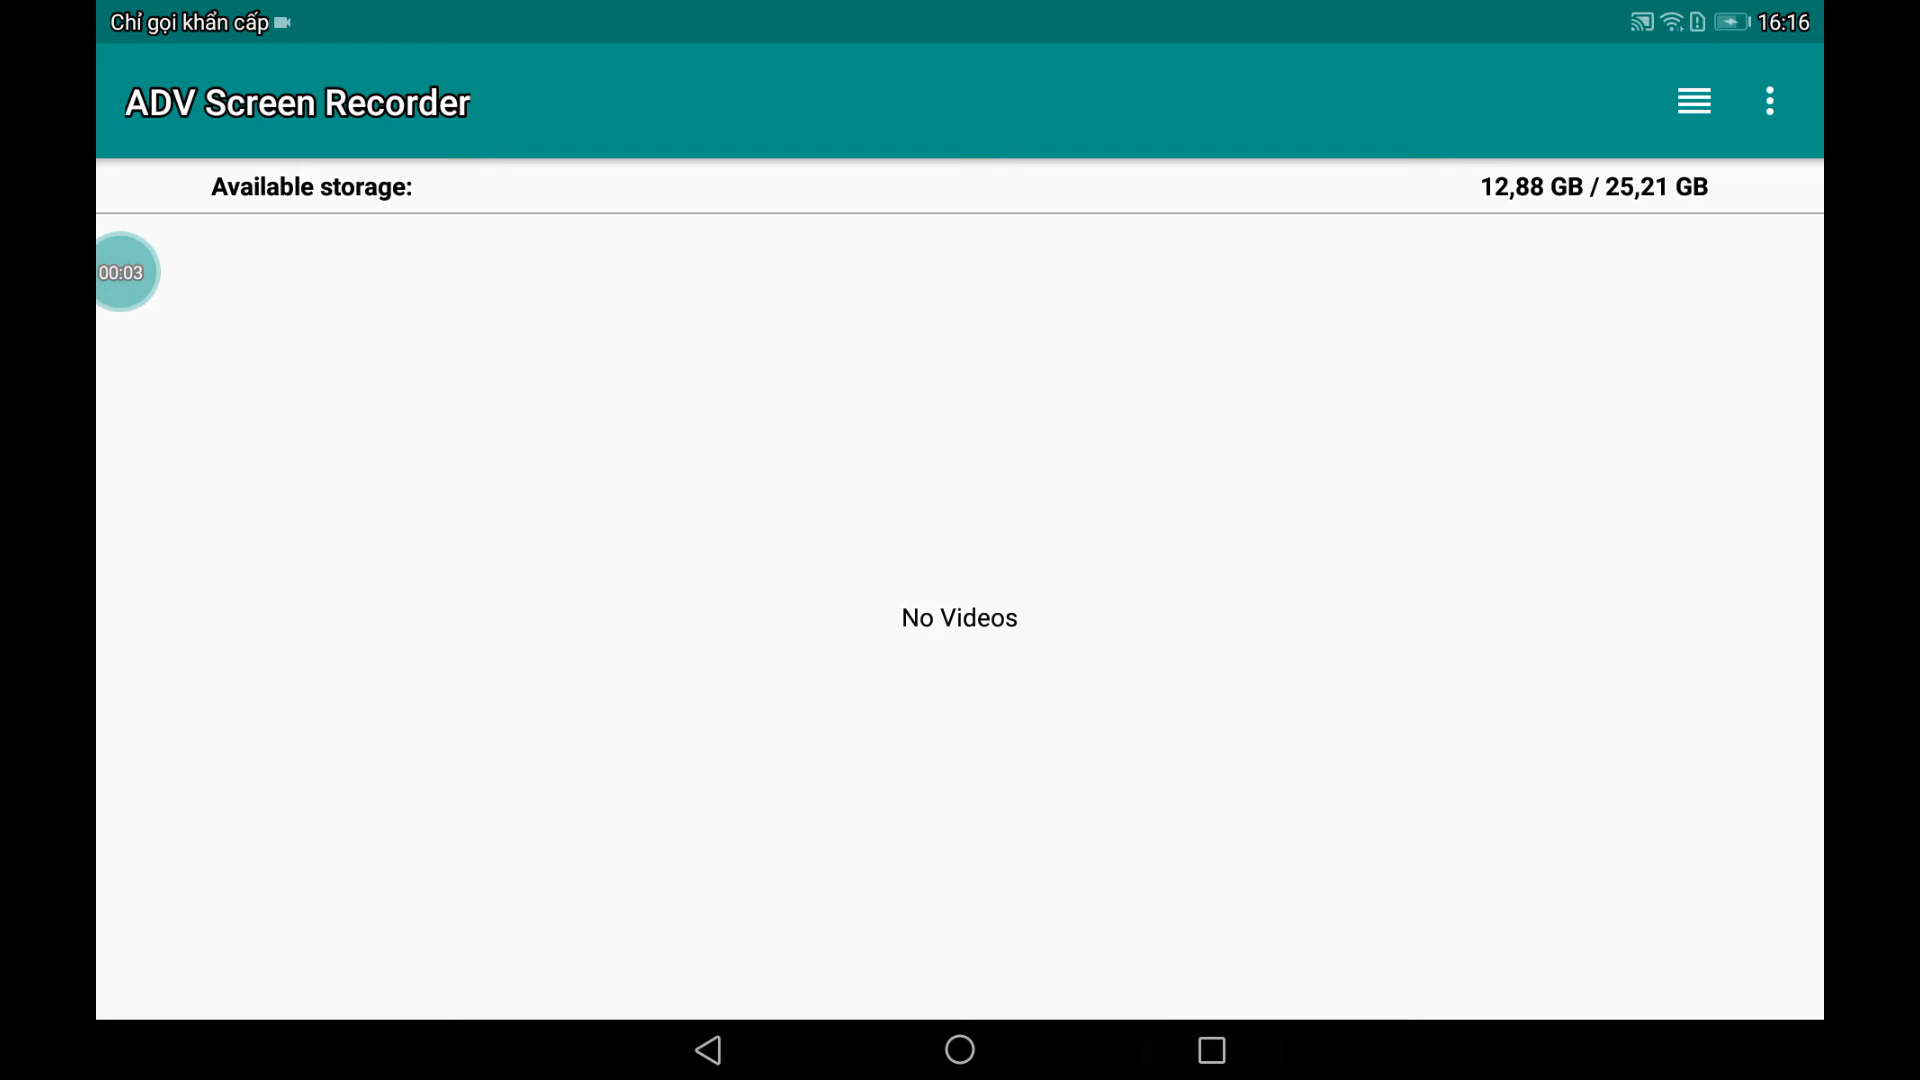 Chỉ gọi khẩn cấp
16:16
ADV Screen Recorder
Available storage:
12,88 GB / 25,21 GB
00:03
No Videos